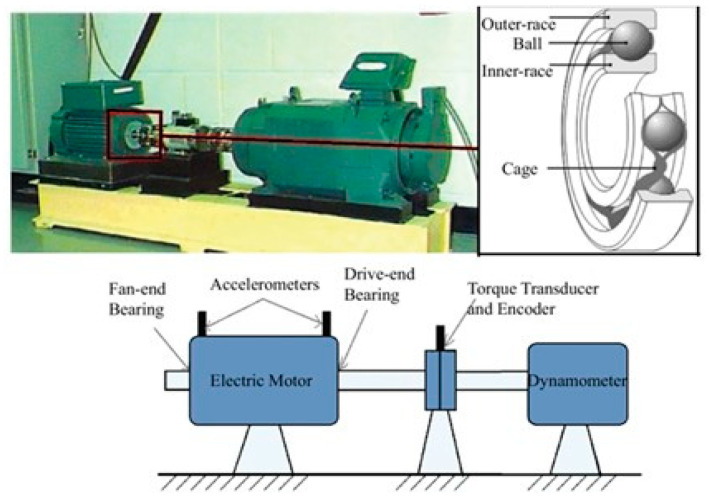 Outer-race
Ball
Inner-race
Cage
Fan-end
Bearing
Accelerometers
Drive-end
Bearing
Torque Transducer
and Encoder
Electric Motor
Dynamometer